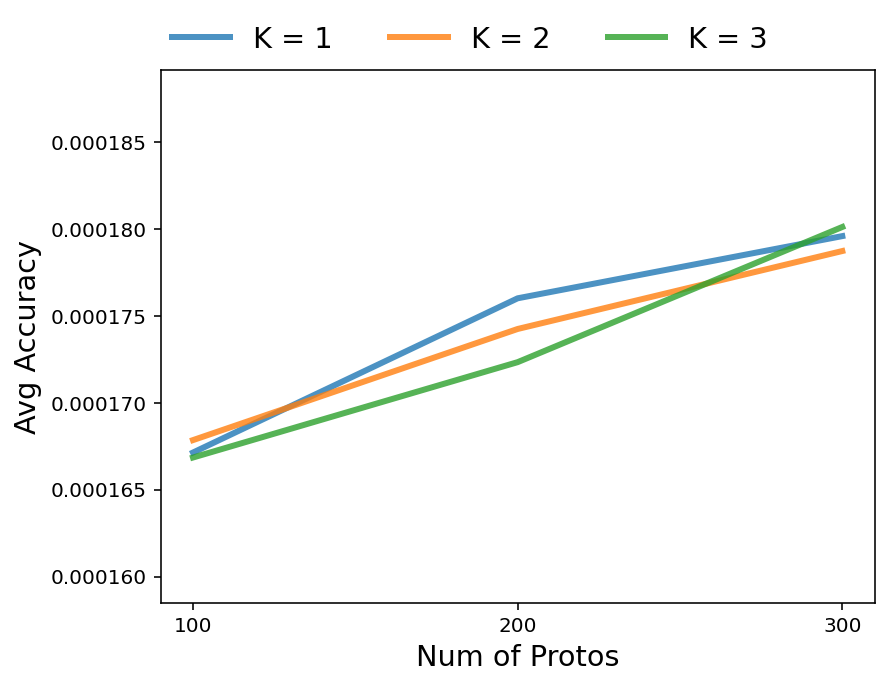 K = 1 K = 2 K = 3
0.000185
0.000180
0.000175
0.000170
0.000165
0.000160
Avg Accuracy
100 200 300
Num of Protos